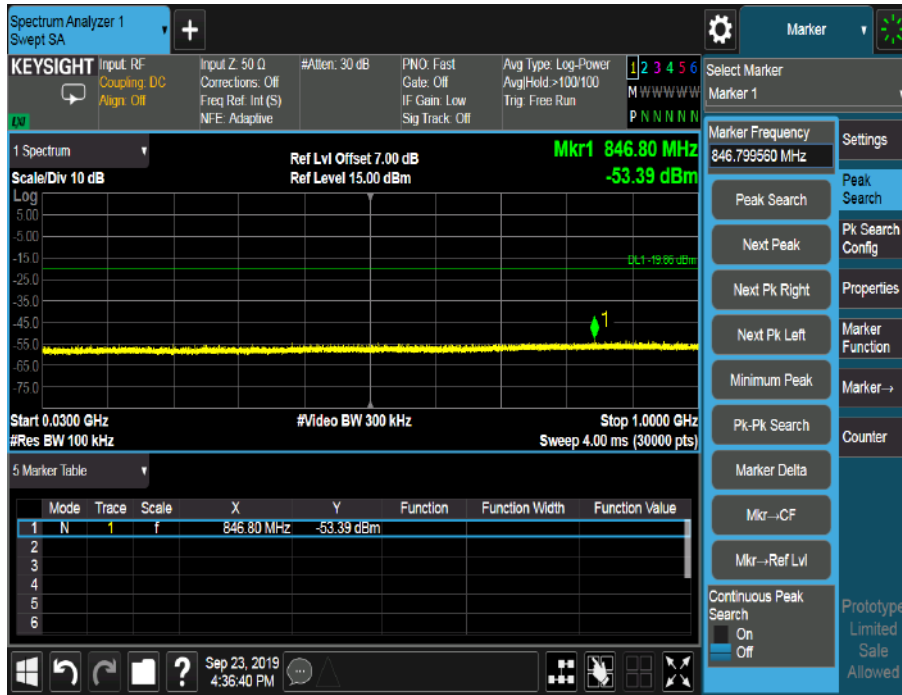 Spectrum Analyzer 1
Swept SA
+
Marker
KEYSIGHT
Input: RF
Coupling: DC
Align: Off
Input Z: 50 Ω
Corrections: Off
Freq Ref: Int (S)
NFE: Adaptive
#Atten: 30 dB
PNO: Fast
Gate: Off
IF Gain: Low
Sig Track: Off
Avg Type: Log-Power
Avg|Hold:>100/100
Trig: Free Run
1 2 3 4 5 6
M W W W W W
P N N N N N
LXI
Select Marker
Marker 1
1 Spectrum
Scale/Div 10 dB
Ref Lvl Offset 7.00 dB
Ref Level 15.00 dBm
Mkr1 846.80 MHz
-53.39 dBm
Log
5.00
-5.00
-15.0
-25.0
-35.0
-45.0
-55.0
-65.0
-75.0
DL1 -19.66 dBm
1
Start 0.0300 GHz
#Video BW 300 kHz
Stop 1.0000 GHz
#Res BW 100 kHz
Sweep 4.00 ms (30000 pts)
5 Marker Table
Mode Trace Scale X Y Function Function Width Function Value
1 N 1 f 846.80 MHz -53.39 dBm
2
3
4
5
6
Marker Frequency
846.799560 MHz
Peak Search
Next Peak
Next Pk Right
Next Pk Left
Minimum Peak
Pk-Pk Search
Marker Delta
Mkr→CF
Mkr→Ref Lvl
Continuous Peak
Search
On
Off
Settings
Peak
Search
Pk Search
Config
Properties
Marker
Function
Marker→
Counter
Prototype
Limited
Sale
Allowed
?
Sep 23, 2019
4:36:40 PM